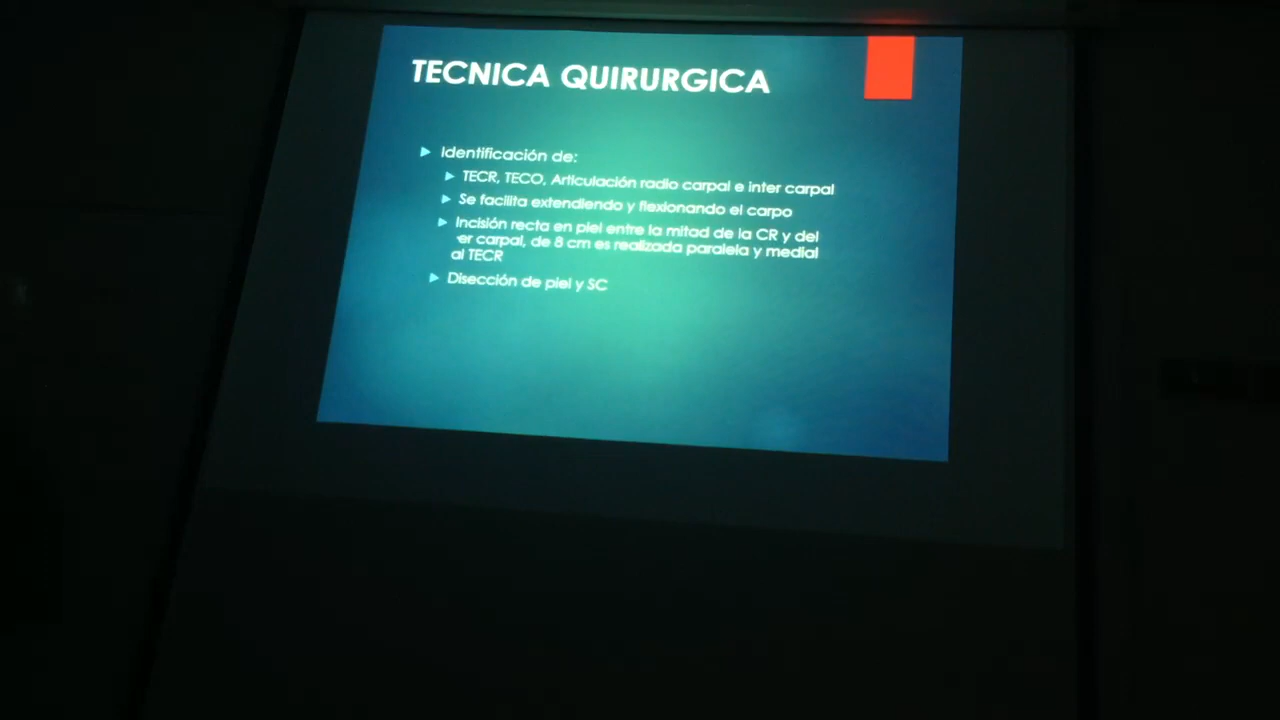 TECNICA QUIRURGICA
Identificación de:
TECR, TECO, Articulación radio carpal e inter carpal
Se facilita extendiendo y flexionando el carpo
Incisión recta en piel entre la mitad de la CR y del
er carpal, de 8 cm es realizada paralela y medial
al TECR
Disección de piel y SC